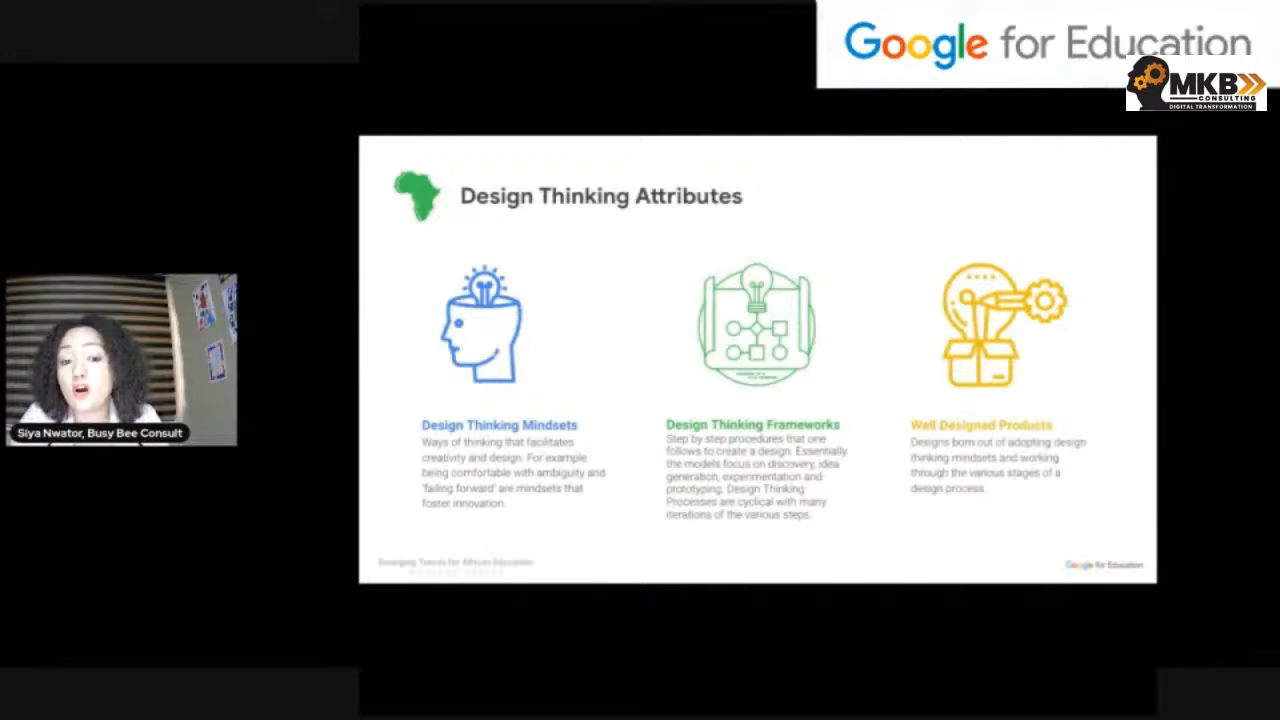 Google for Education
MKB
CONSULTING
DIGITAL TRANSFORMATION
Design Thinking Attributes
Siya Nwator, Busy Bee Consult
Design Thinking Mindsets
Ways of thinking that facilitates
creativity and design. For example
being comfortable with ambiguity and
'failing forward' are mindsets that
foster innovation.
Design Thinking Frameworks
Step by step procedures that one
follows to create a design. Essentially
the models focus on discovery, idea
generation, experimentation and
prototyping. Design Thinking
Processes are cyclical with many
iterations of the various steps.
Well Designed Products
Designs born out of adopting design
thinking mindsets and working
through the various stages of a
design process.
Emerging Trends for African Education
Google for Education